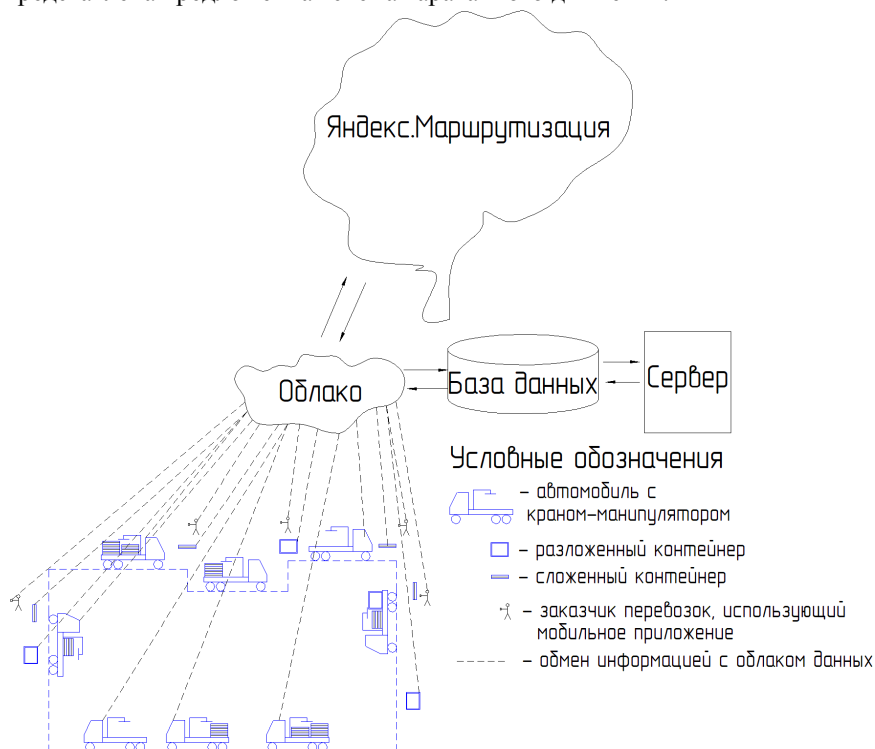 Яндекс.Маршрутизация
Облако
База данных
Сервер
Условные обозначения
– автомобиль с
краном–манипулятором
– разложенный контейнер
– сложенный контейнер
– заказчик перевозок, использующий
мобильное приложение
– обмен информацией с облаком данных